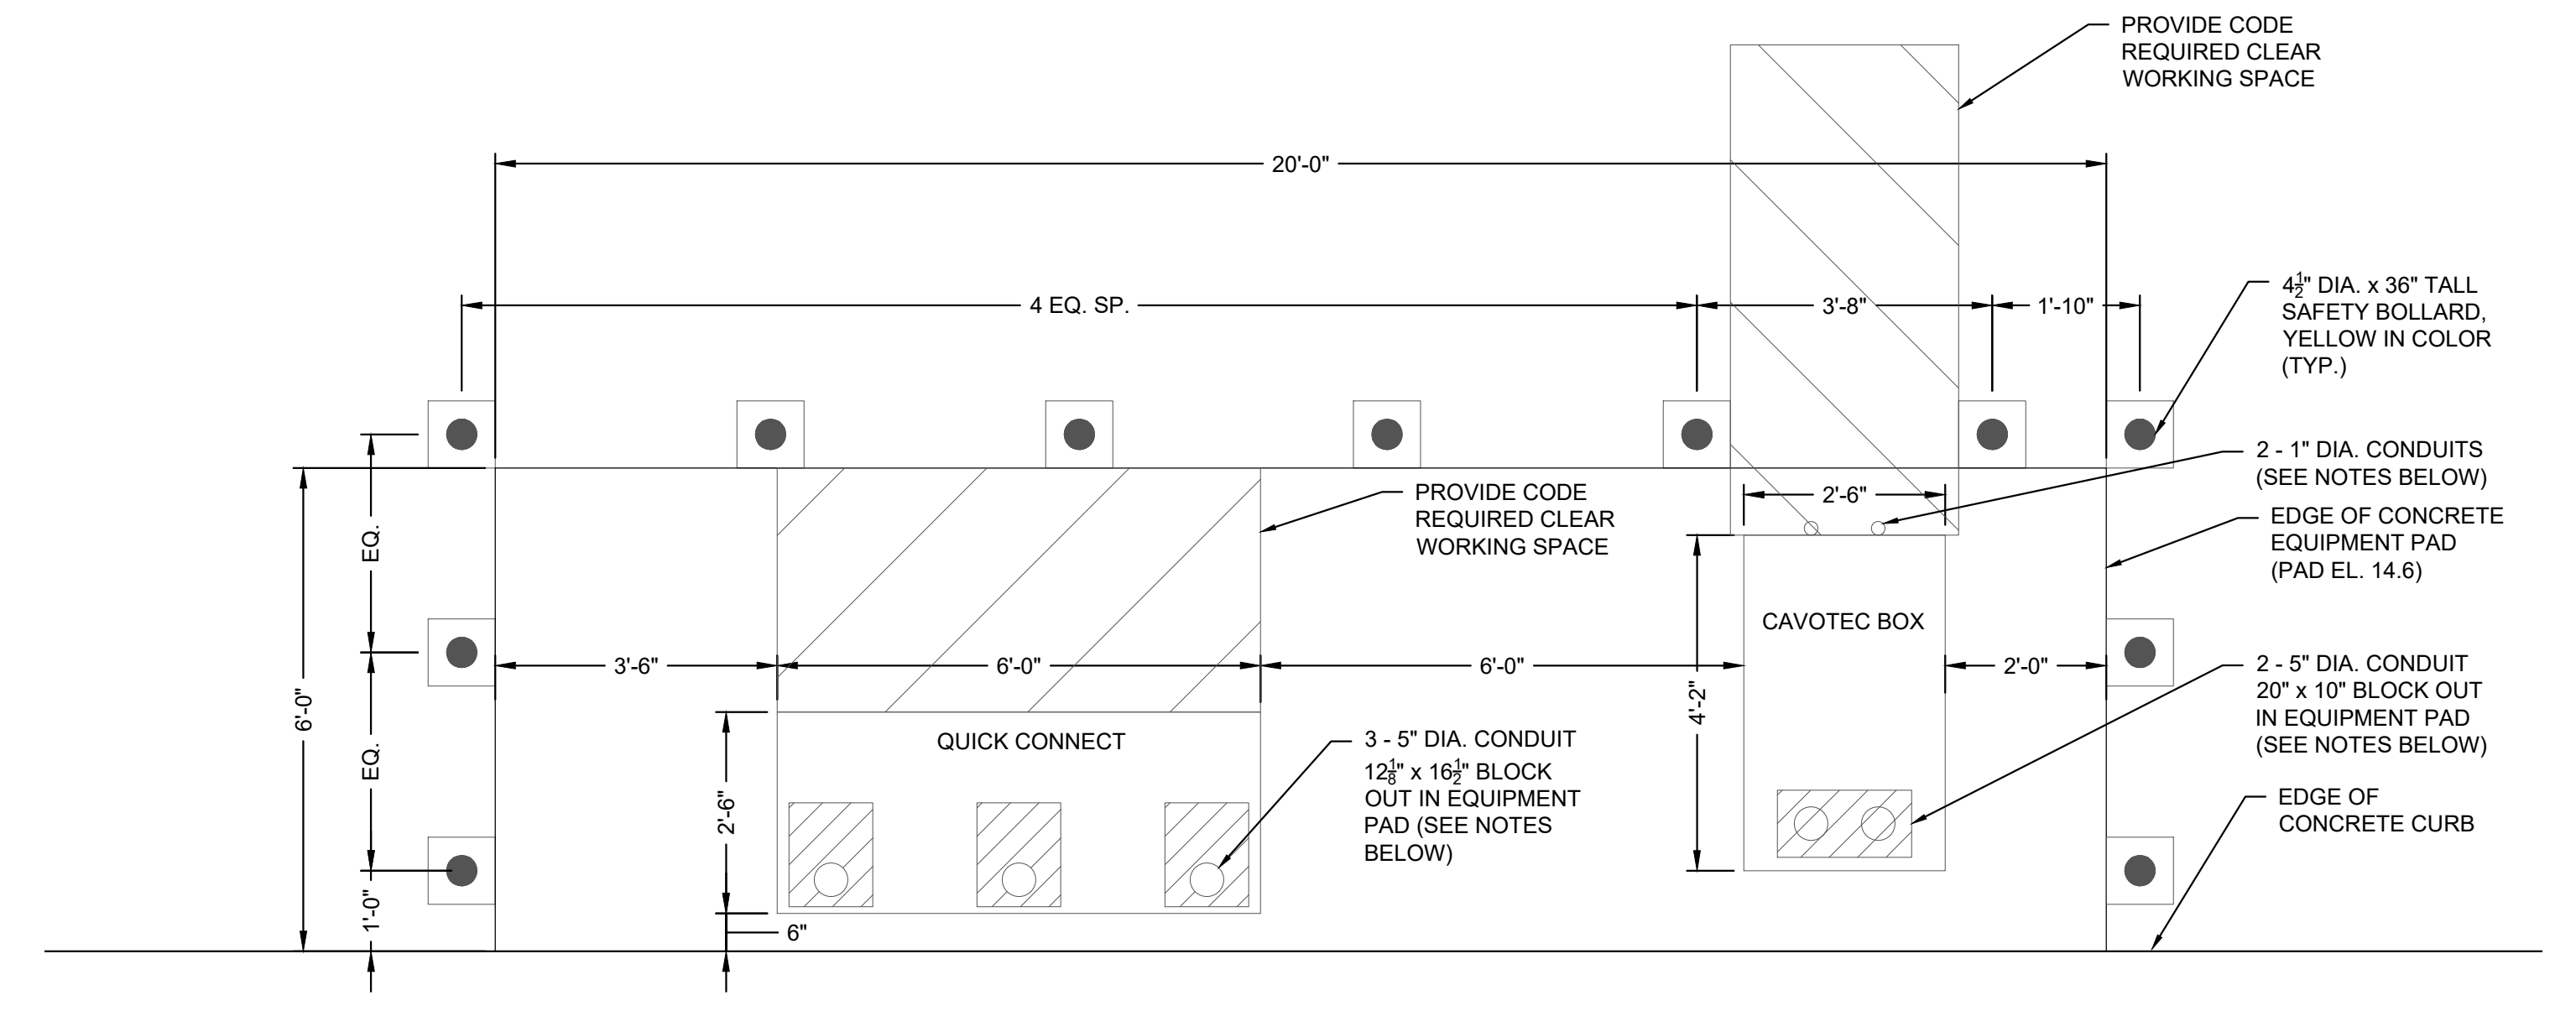 PROVIDE CODE
REQUIRED CLEAR
WORKING SPACE
20'-0"
4 EQ. SP.
3'-8"
1'-10"
4½" DIA. x 36" TALL
SAFETY BOLLARD,
YELLOW IN COLOR
(TYP.)
2 - 1" DIA. CONDUITS
(SEE NOTES BELOW)
PROVIDE CODE
REQUIRED CLEAR
WORKING SPACE
2'-6"
EDGE OF CONCRETE
EQUIPMENT PAD
(PAD EL. 14.6)
EQ.
CAVOTEC BOX
3'-6"
6'-0"
6'-0"
2'-0"
2 - 5" DIA. CONDUIT
20" x 10" BLOCK OUT
IN EQUIPMENT PAD
(SEE NOTES BELOW)
6'-0"
4'-2"
EQ.
QUICK CONNECT
2'-6"
3 - 5" DIA. CONDUIT
12⅛" x 16½" BLOCK
OUT IN EQUIPMENT
PAD (SEE NOTES
BELOW)
EDGE OF
CONCRETE CURB
1'-0"
6"